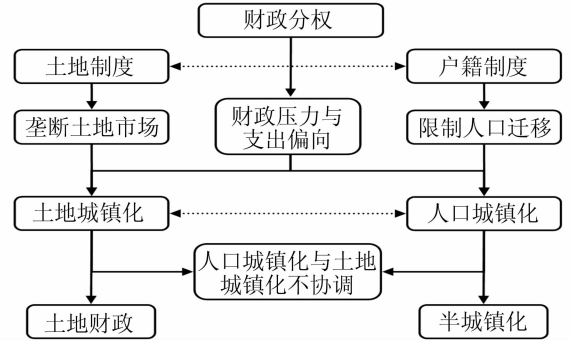 财政分权
土地制度
户籍制度
垄断土地市场
财政压力与
支出偏向
限制人口迁移
土地城镇化
人口城镇化
人口城镇化与土地
城镇化不协调
土地财政
半城镇化